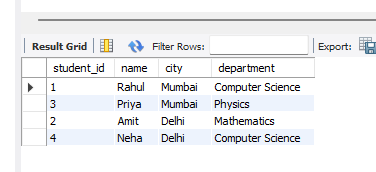 Result Grid Filter Rows: Export:
student_id name city department
1 Rahul Mumbai Computer Science
3 Priya Mumbai Physics
2 Amit Delhi Mathematics
4 Neha Delhi Computer Science